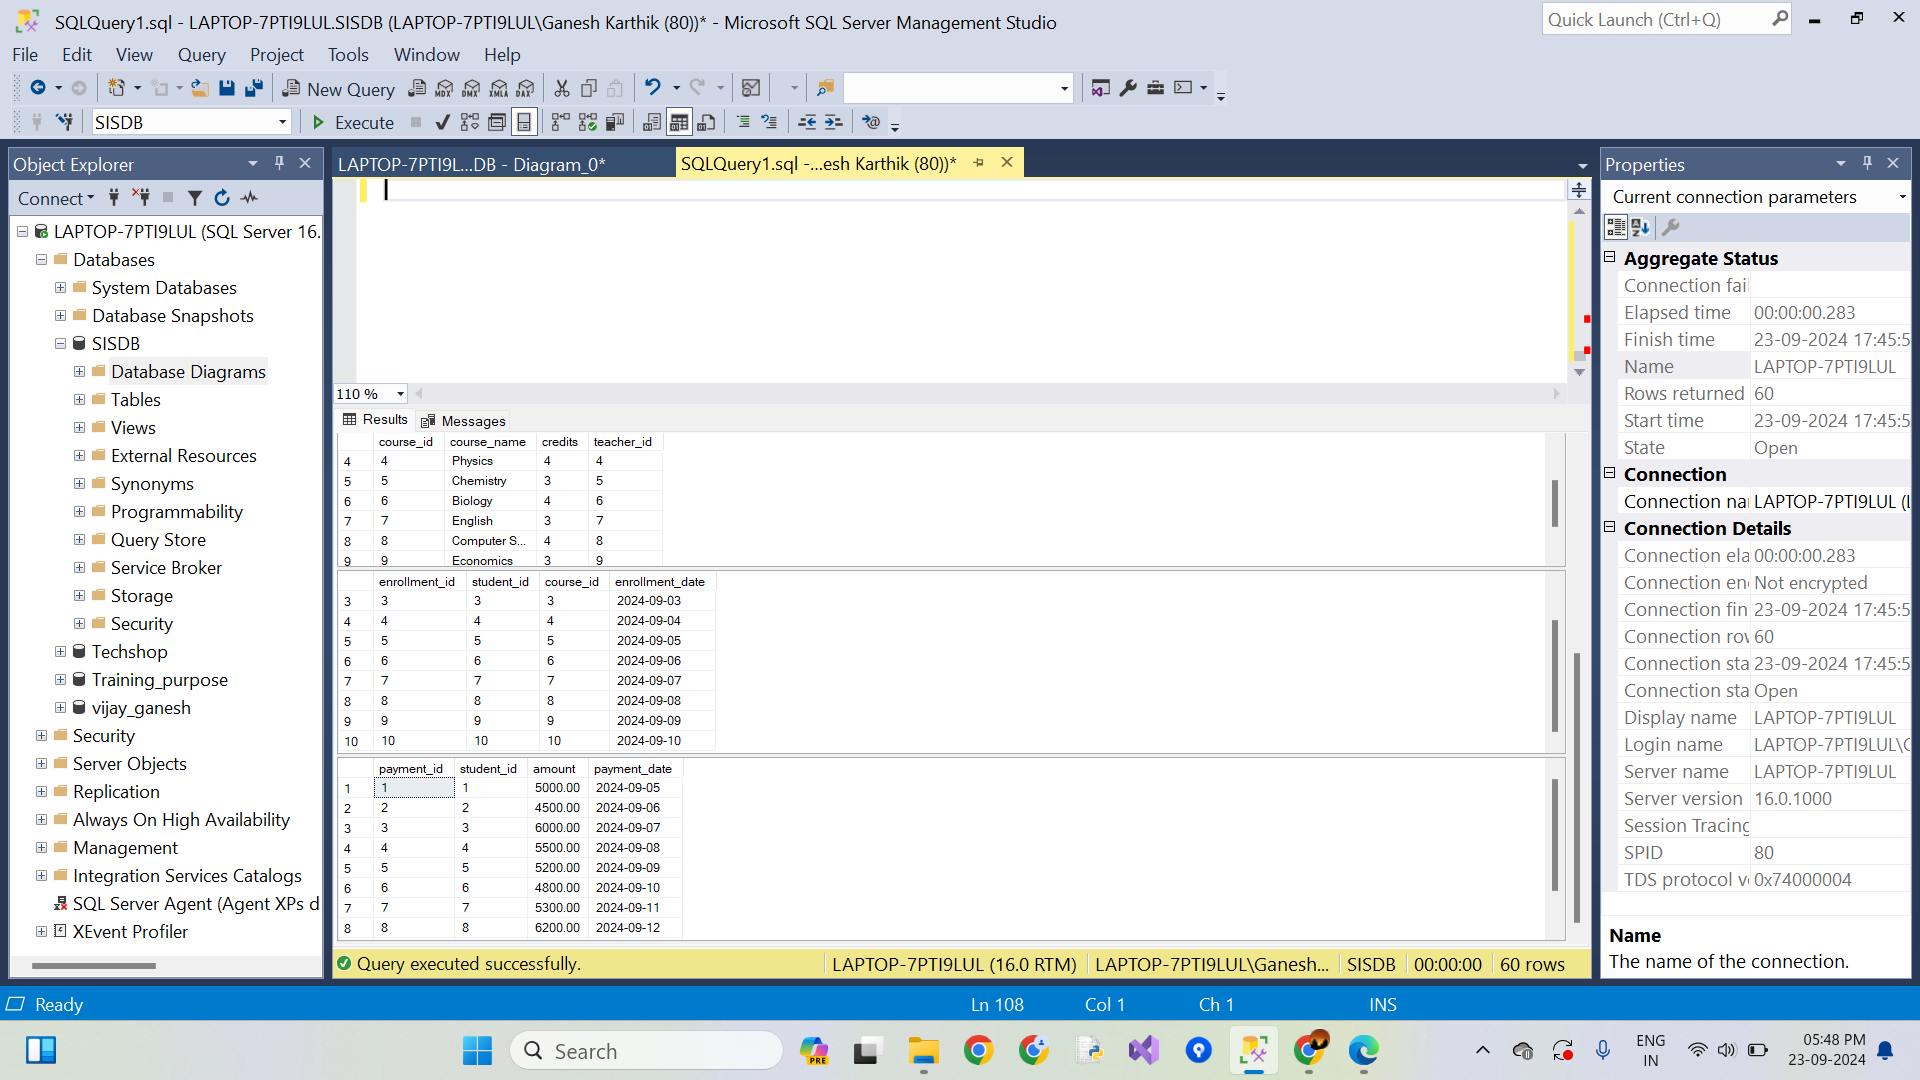 SQLQuery1.sql - LAPTOP-7PTI9LUL.SISDB (LAPTOP-7PTI9LUL\Ganesh Karthik (80))* - Microsoft SQL Server Management Studio
Quick Launch (Ctrl+Q)
File Edit View Query Project Tools Window Help
New Query
MDX DMX XMLA DAX
SISDB
Execute
Object Explorer
LAPTOP-7PTI9L...DB - Diagram_0*
SQLQuery1.sql -...esh Karthik (80))*
Properties
Connect
Current connection parameters
LAPTOP-7PTI9LUL (SQL Server 16.
Databases
System Databases
Database Snapshots
SISDB
Database Diagrams
Tables
Views
External Resources
Synonyms
Programmability
Query Store
Service Broker
Storage
Security
Techshop
Training_purpose
vijay_ganesh
Security
Server Objects
Replication
Always On High Availability
Management
Integration Services Catalogs
SQL Server Agent (Agent XPs d
XEvent Profiler
110 %
Results Messages
course_id course_name credits teacher_id
4 4 Physics 4 4
5 5 Chemistry 3 5
6 6 Biology 4 6
7 7 English 3 7
8 8 Computer S... 4 8
9 9 Economics 3 9
enrollment_id student_id course_id enrollment_date
3 3 3 3 2024-09-03
4 4 4 4 2024-09-04
5 5 5 5 2024-09-05
6 6 6 6 2024-09-06
7 7 7 7 2024-09-07
8 8 8 8 2024-09-08
9 9 9 9 2024-09-09
10 10 10 10 2024-09-10
payment_id student_id amount payment_date
1 1 1 5000.00 2024-09-05
2 2 2 4500.00 2024-09-06
3 3 3 6000.00 2024-09-07
4 4 4 5500.00 2024-09-08
5 5 5 5200.00 2024-09-09
6 6 6 4800.00 2024-09-10
7 7 7 5300.00 2024-09-11
8 8 8 6200.00 2024-09-12
Query executed successfully.
LAPTOP-7PTI9LUL (16.0 RTM) LAPTOP-7PTI9LUL\Ganesh... SISDB 00:00:00 60 rows
Aggregate Status
Connection fail
Elapsed time 00:00:00.283
Finish time 23-09-2024 17:45:5
Name LAPTOP-7PTI9LUL
Rows returned 60
Start time 23-09-2024 17:45:5
State Open
Connection
Connection nar LAPTOP-7PTI9LUL (L
Connection Details
Connection ela 00:00:00.283
Connection en Not encrypted
Connection fin 23-09-2024 17:45:5
Connection rov 60
Connection sta 23-09-2024 17:45:5
Connection sta Open
Display name LAPTOP-7PTI9LUL
Login name LAPTOP-7PTI9LUL\G
Server name LAPTOP-7PTI9LUL
Server version 16.0.1000
Session Tracing
SPID 80
TDS protocol ve 0x74000004
Name
The name of the connection.
Ready
Ln 108 Col 1 Ch 1 INS
Search
PRE
ENG
IN
05:48 PM
23-09-2024